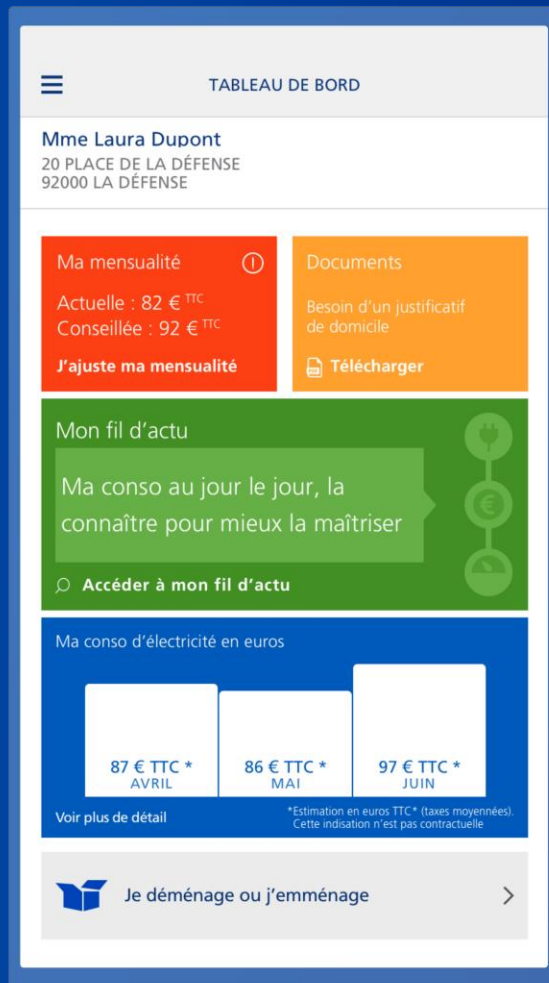 TABLEAU DE BORD
Mme Laura Dupont
20 PLACE DE LA DÉFENSE
92000 LA DÉFENSE
Ma mensualité
Actuelle : 82 € TTC
Conseillée : 92 € TTC
J'ajuste ma mensualité
Documents
Besoin d'un justificatif
de domicile
Télécharger
Mon fil d'actu
Ma conso au jour le jour, la
connaître pour mieux la maîtriser
€
Accéder à mon fil d'actu
Ma conso d'électricité en euros
87 € TTC *
AVRIL
86 € TTC *
MAI
97 € TTC *
JUIN
Voir plus de détail
*Estimation en euros TTC* (taxes moyennées).
Cette indisation n'est pas contractuelle
Je déménage ou j'emménage